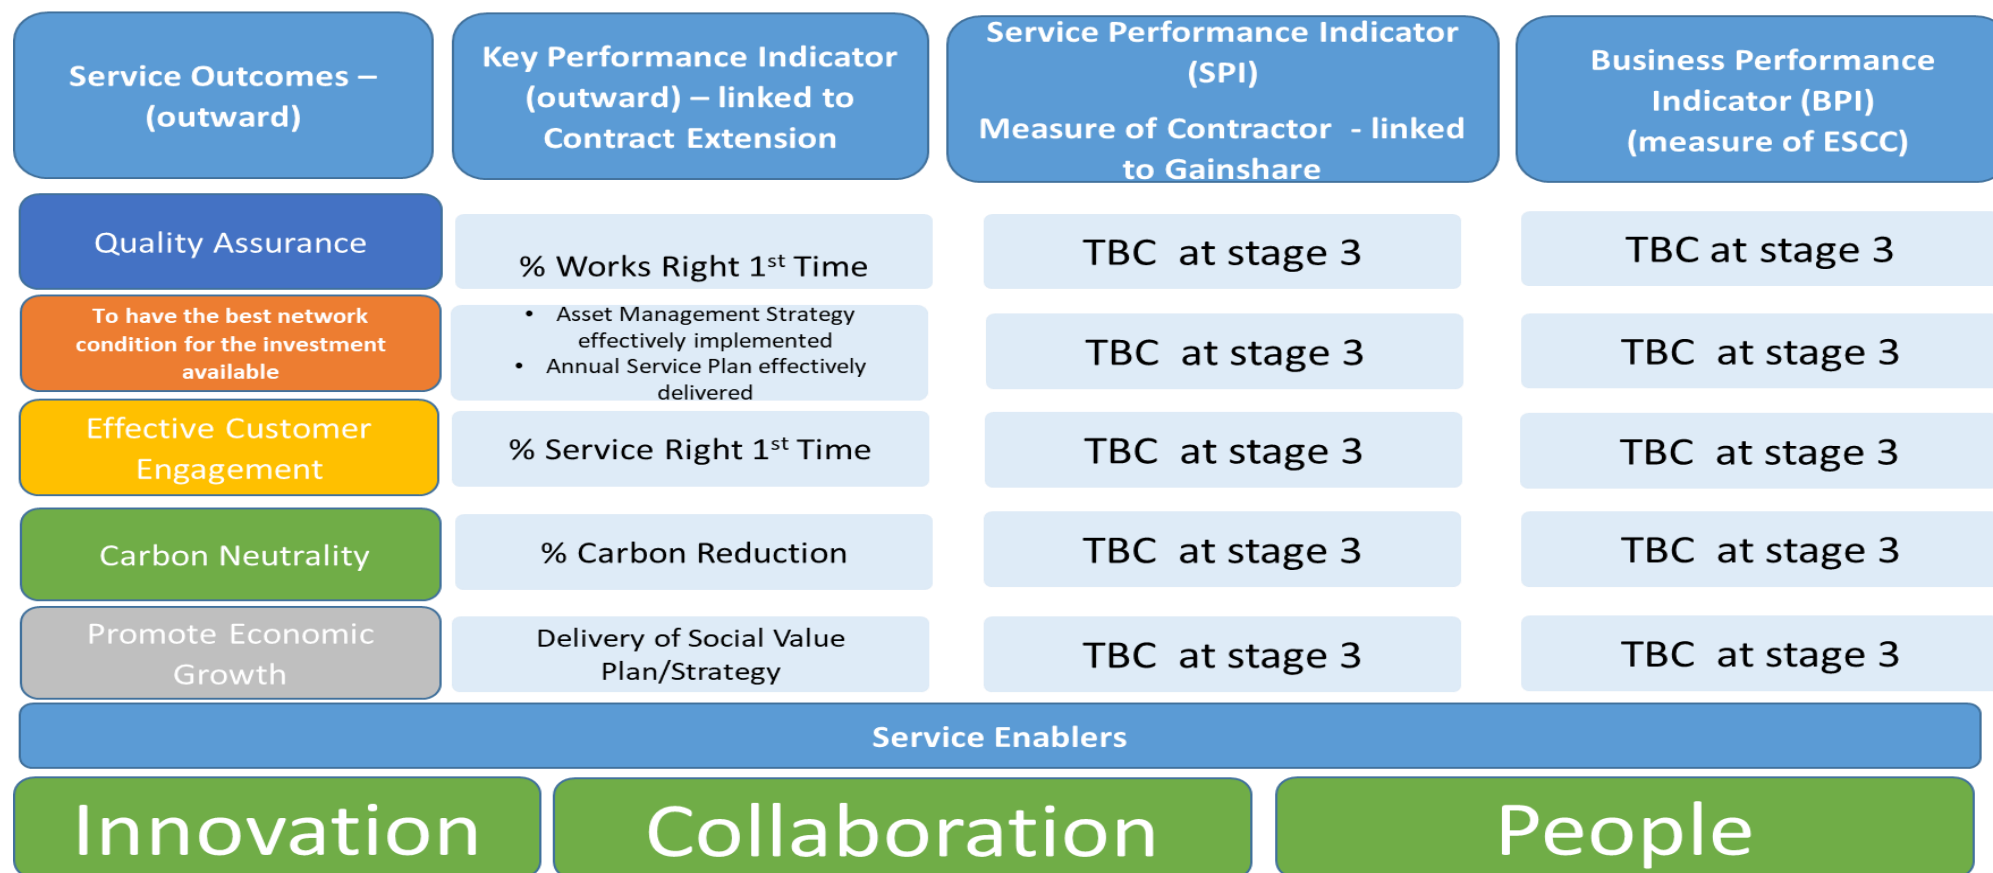 Service Outcomes –
(outward)
Key Performance Indicator
(outward) – linked to
Contract Extension
Service Performance Indicator
(SPI)
Measure of Contractor  - linked
to Gainshare
Business Performance
Indicator (BPI)
(measure of ESCC)
Quality Assurance
% Works Right 1st Time
TBC  at stage 3
TBC at stage 3
To have the best network
condition for the investment
available
• Asset Management Strategy
effectively implemented
• Annual Service Plan effectively
delivered
TBC  at stage 3
TBC  at stage 3
Effective Customer
Engagement
% Service Right 1st Time
TBC  at stage 3
TBC  at stage 3
Carbon Neutrality
% Carbon Reduction
TBC  at stage 3
TBC  at stage 3
Promote Economic
Growth
Delivery of Social Value
Plan/Strategy
TBC  at stage 3
TBC  at stage 3
Service Enablers
Innovation
Collaboration
People